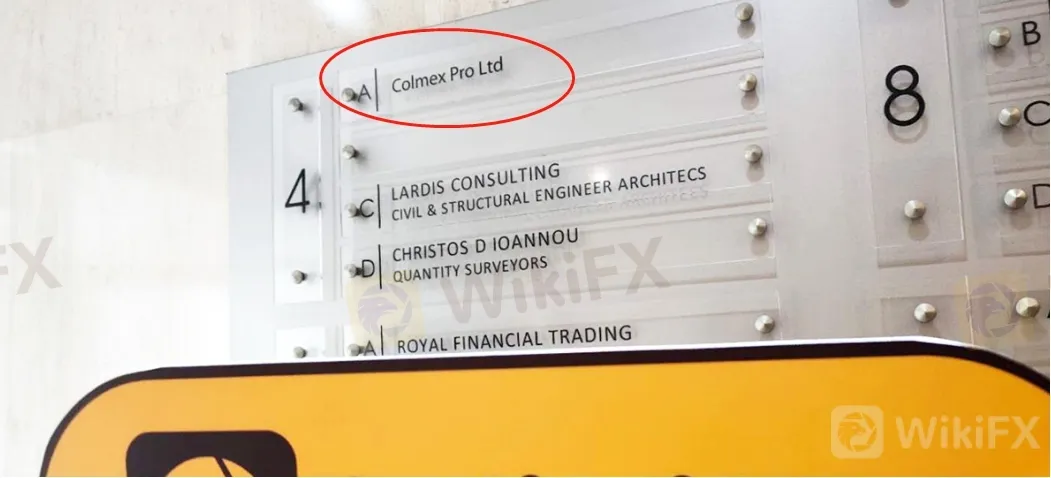 A Colmex Pro Ltd
4
C LARDIS CONSULTING
CIVIL & STRUCTURAL ENGINEER ARCHITECS
D CHRISTOS D IOANNOU
QUANTITY SURVEYORS
A ROYAL FINANCIAL TRADING
8
B
C
D
A
FX
WikiFX
WikiFX